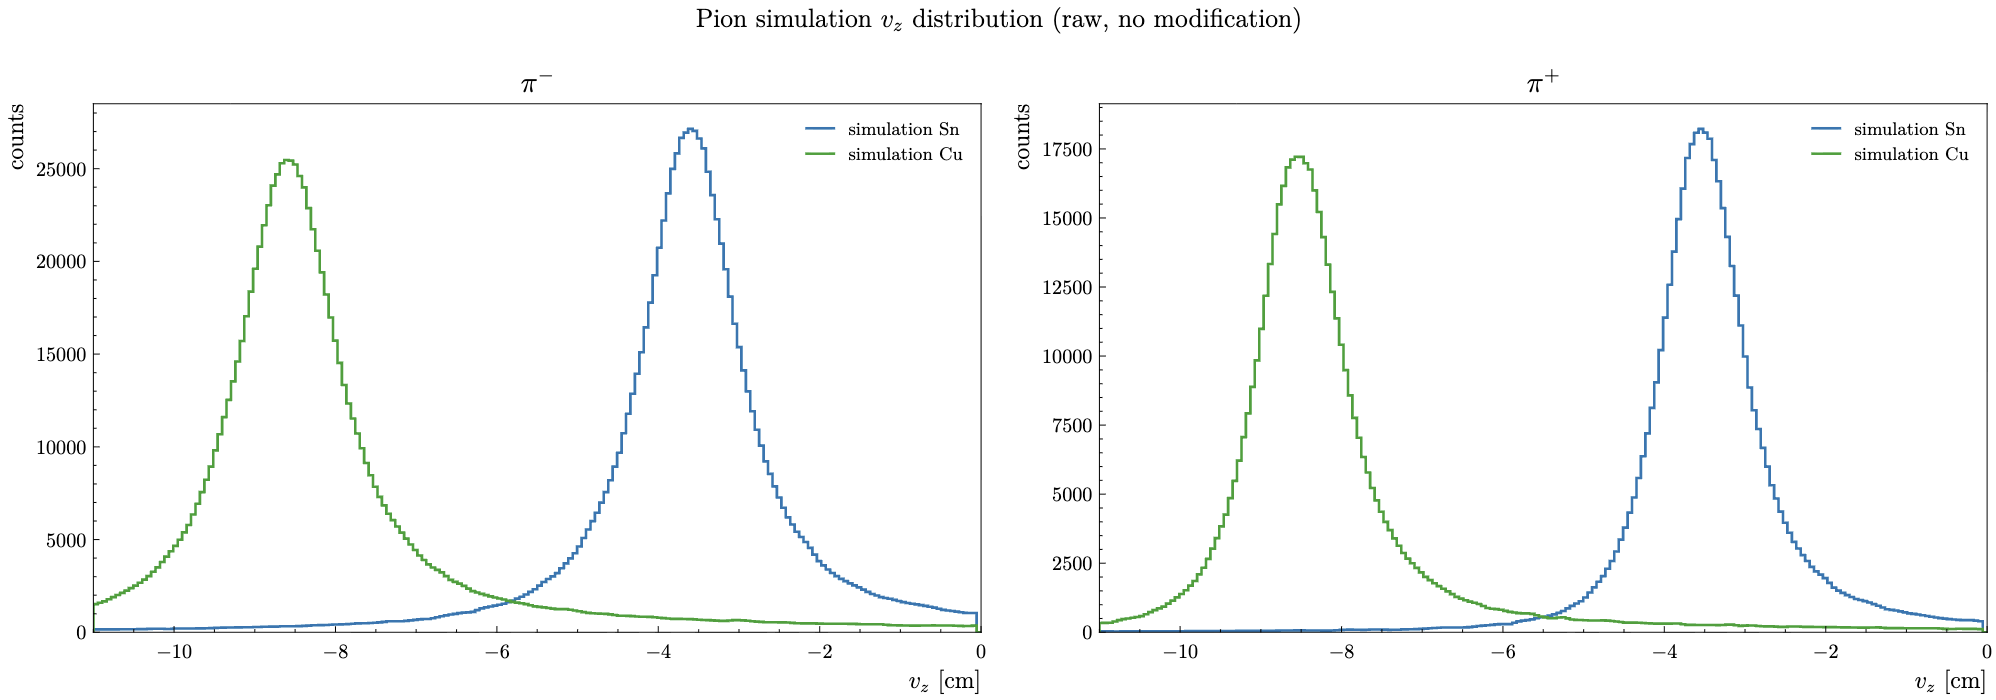 Pion simulation v_z distribution (raw, no modification)
π⁻
counts
simulation Sn
simulation Cu
25000
20000
15000
10000
5000
0
−10
−8
−6
−4
−2
0
v_z [cm]
π⁺
counts
simulation Sn
simulation Cu
17500
15000
12500
10000
7500
5000
2500
0
−10
−8
−6
−4
−2
0
v_z [cm]